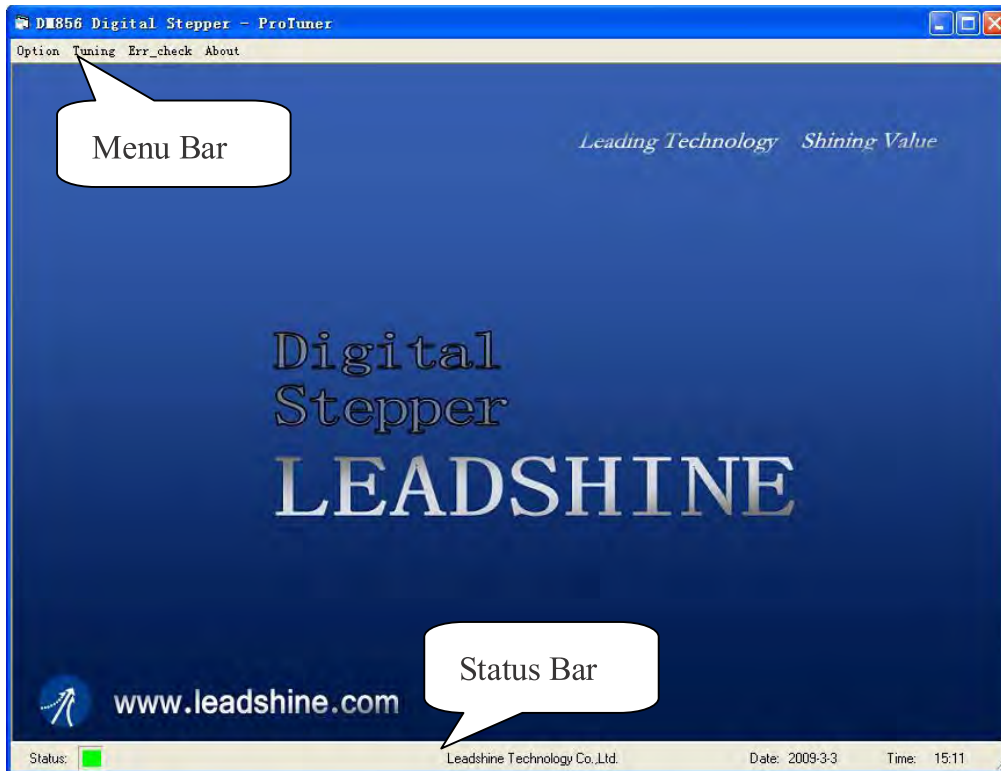 DM856 Digital Stepper - ProTuner
Option Tuning Err_check About
Menu Bar
Leading Technology Shining Value
Digital
Stepper
LEADSHINE
Status Bar
www.leadshine.com
Status: Leadshine Technology Co.,Ltd. Date: 2009-3-3 Time: 15:11